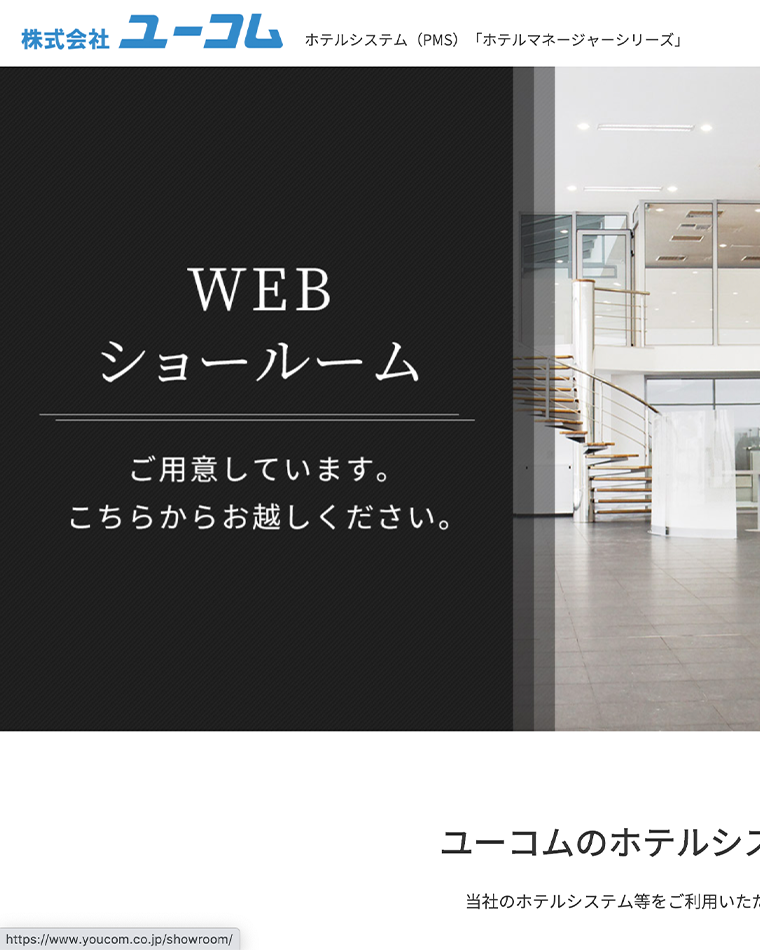 株式会社 ユーコム ホテルシステム（PMS）「ホテルマネージャーシリーズ」
WEB
ショールーム
ご用意しています。
こちらからお越しください。
ユーコムのホテルシス
当社のホテルシステム等をご利用いただ
https://www.youcom.co.jp/showroom/